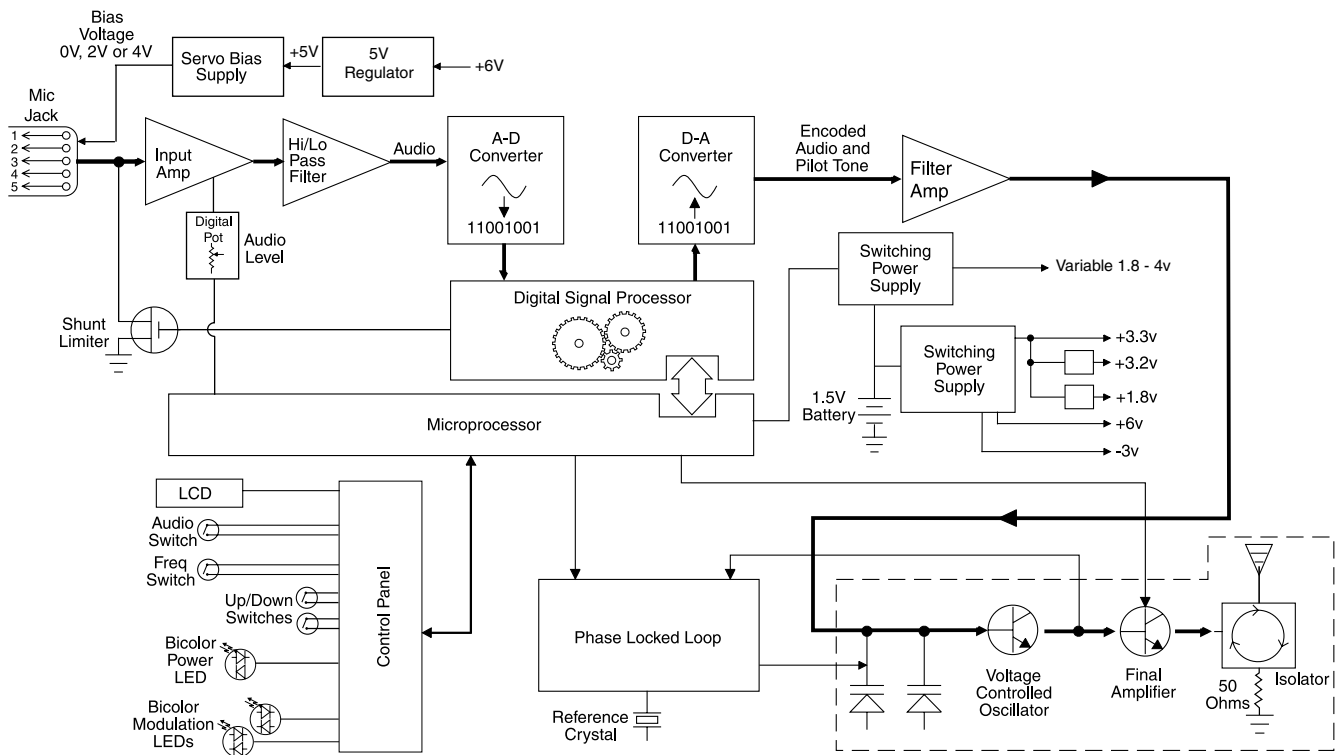 Bias
Voltage
0V, 2V or 4V
Servo Bias
Supply
+5V
5V
Regulator
+6V
Mic
Jack
1
2
3
4
5
Input
Amp
Hi/Lo
Pass
Filter
Audio
A-D
Converter
11001001
D-A
Converter
11001001
Encoded
Audio and
Pilot Tone
Filter
Amp
Digital
Pot
Audio
Level
Switching
Power
Supply
Variable 1.8 - 4v
Digital Signal Processor
Shunt
Limiter
Switching
Power
Supply
+3.3v
+3.2v
+1.8v
+6v
-3v
1.5V
Battery
Microprocessor
LCD
Audio
Switch
Freq
Switch
Up/Down
Switches
Bicolor
Power
LED
Bicolor
Modulation
LEDs
Control Panel
Phase Locked Loop
Reference
Crystal
Voltage
Controlled
Oscillator
Final
Amplifier
50
Ohms
Isolator